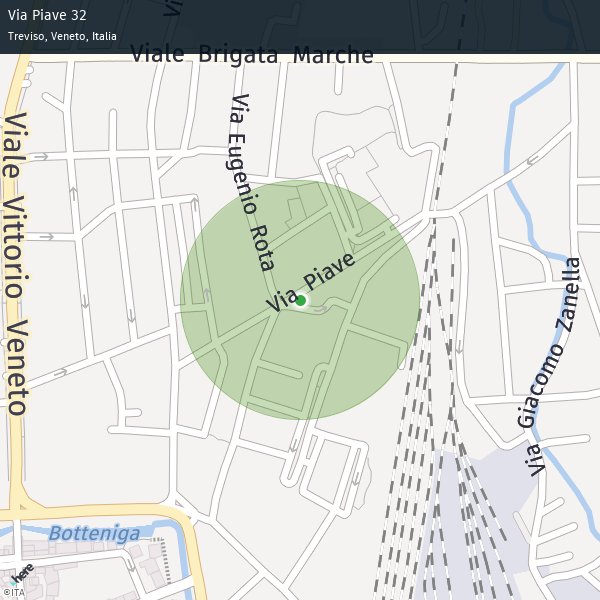 Via Piave 32
Treviso, Veneto, Italia
Vi
Viale Brigata Marche
Viale Vittorio Veneto
Via Eugenio Rota
Via Piave
Via Giacomo Zanella
Botteniga
here
©ITA